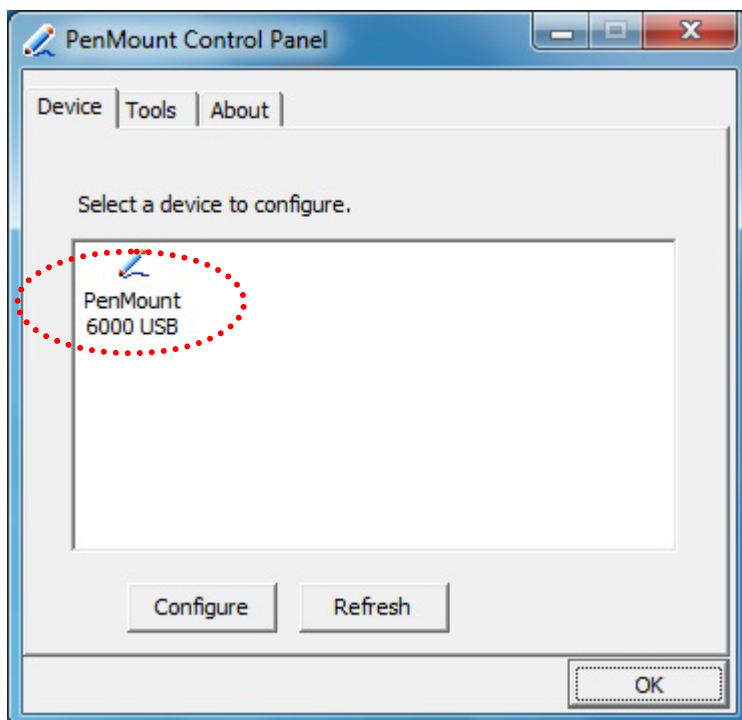 PenMount Control Panel
Device Tools About
Select a device to configure.
PenMount
6000 USB
Configure Refresh
OK